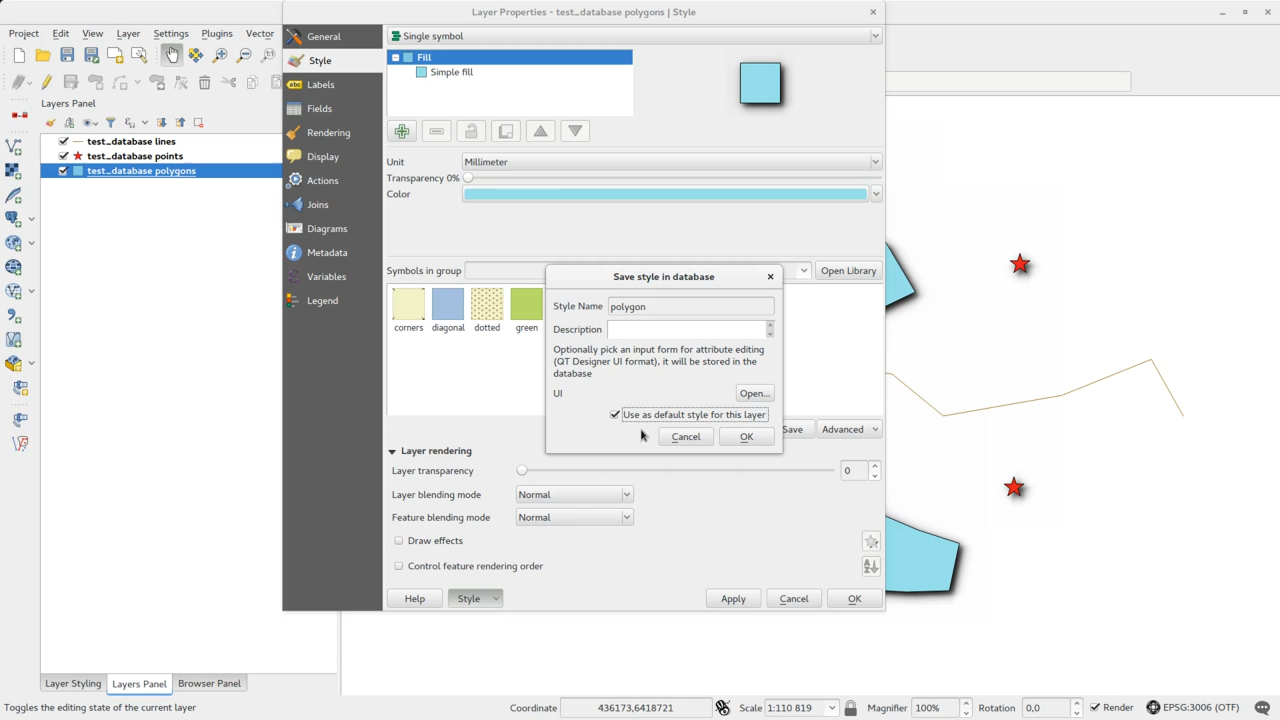 Layer Properties - test_database polygons | Style
Project Edit View Layer Settings Plugins Vector
General
Style
Labels
Fields
Rendering
Display
Actions
Joins
Diagrams
Metadata
Variables
Legend
Layers Panel
test_database lines
test_database points
test_database polygons
Single symbol
Fill
Simple fill
Unit Millimeter
Transparency 0%
Color
Symbols in group
Open Library
corners diagonal dotted green
Save style in database
Style Name polygon
Description
Optionally pick an input form for attribute editing
(QT Designer UI format), it will be stored in the
database
UI Open...
Use as default style for this layer
Cancel OK
Save Advanced
Layer rendering
Layer transparency 0
Layer blending mode Normal
Feature blending mode Normal
Draw effects
Control feature rendering order
Help Style Apply Cancel OK
Layer Styling Layers Panel Browser Panel
Toggles the editing state of the current layer Coordinate 436173,6418721 Scale 1:110 819 Magnifier 100% Rotation 0,0 Render EPSG:3006 (OTF)